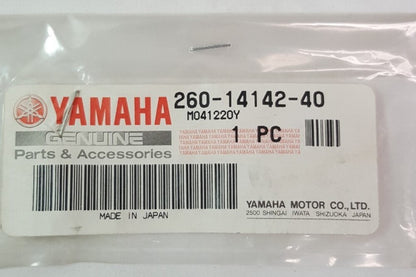 YAMAHA
260-14142-40
M041220Y
GENUINE
1 PC
Parts & Accessories
MADE IN JAPAN
YAMAHA MOTOR CO., LTD.
2500 SHINGAI IWATA SHIZUOKA JAPAN